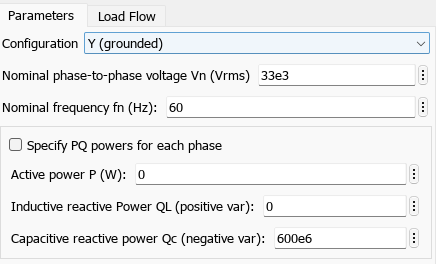 Parameters Load Flow
Configuration Y (grounded)
Nominal phase-to-phase voltage Vn (Vrms) 33e3
Nominal frequency fn (Hz): 60
Specify PQ powers for each phase
Active power P (W): 0
Inductive reactive Power QL (positive var): 0
Capacitive reactive power Qc (negative var): 600e6